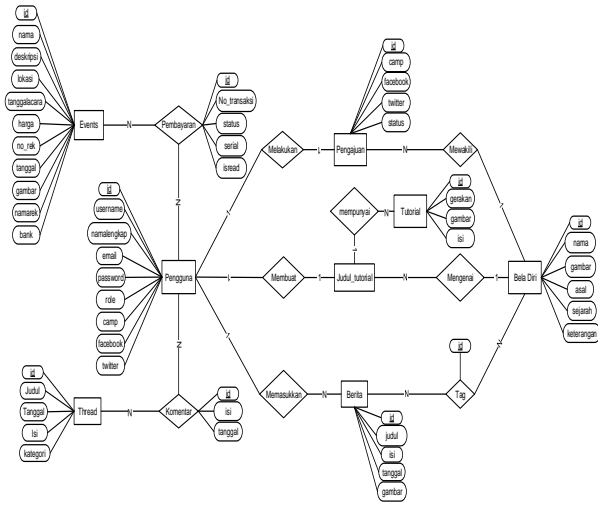 id
nama
deskripsi
lokasi
tanggalacara
harga
no_rek
tanggal
gambar
namarek
bank
Events
N
Pembayaran
id
No_transaksi
status
serial
isread
N
id
username
namalengkap
email
password
role
camp
facebook
twitter
Pengguna
N
id
Judul
Tanggal
Isi
kategori
Thread
N
Komentar
id
isi
tanggal
1
Melakukan
1
Pengajuan
id
camp
facebook
twitter
status
N
Mewakili
1
mempunyai
N
Tutorial
id
gerakan
gambar
isi
1
1
Membuat
1
Judul_tutorial
N
Mengenai
1
Bela Diri
id
nama
gambar
asal
sejarah
keterangan
1
Memasukkan
N
Berita
id
judul
isi
tanggal
gambar
N
Tag
id
N